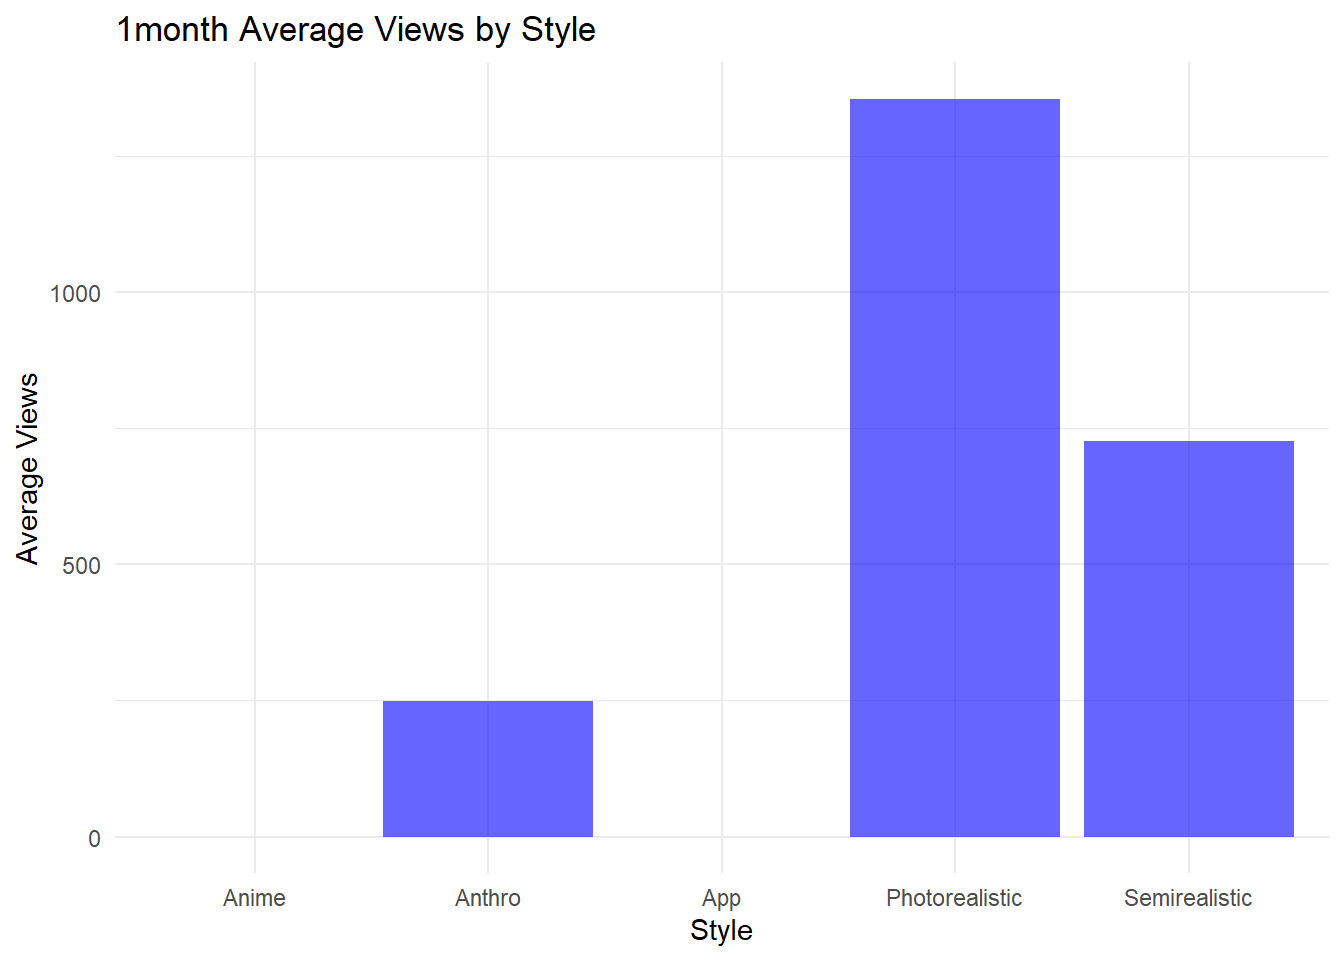 1month Average Views by Style
Average Views
1000
500
0
Anime
Anthro
App
Photorealistic
Semirealistic
Style